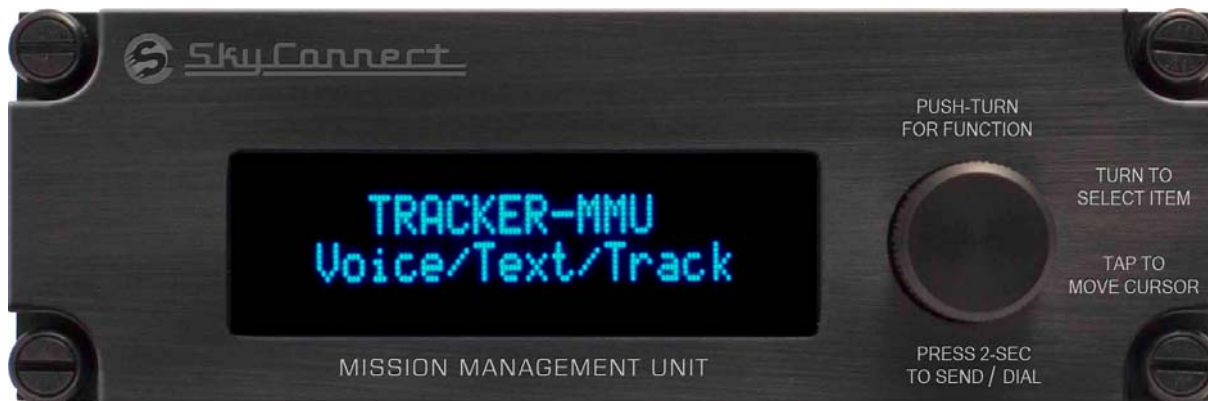 SkyConnect
PUSH-TURN
FOR FUNCTION
TURN TO
SELECT ITEM
TRACKER-MMU
Voice/Text/Track
TAP TO
MOVE CURSOR
MISSION MANAGEMENT UNIT
PRESS 2-SEC
TO SEND / DIAL